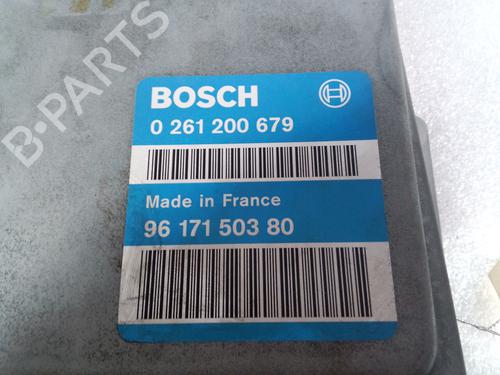 B-PARTS
BOSCH
0 261 200 679
Made in France
96 171 503 80